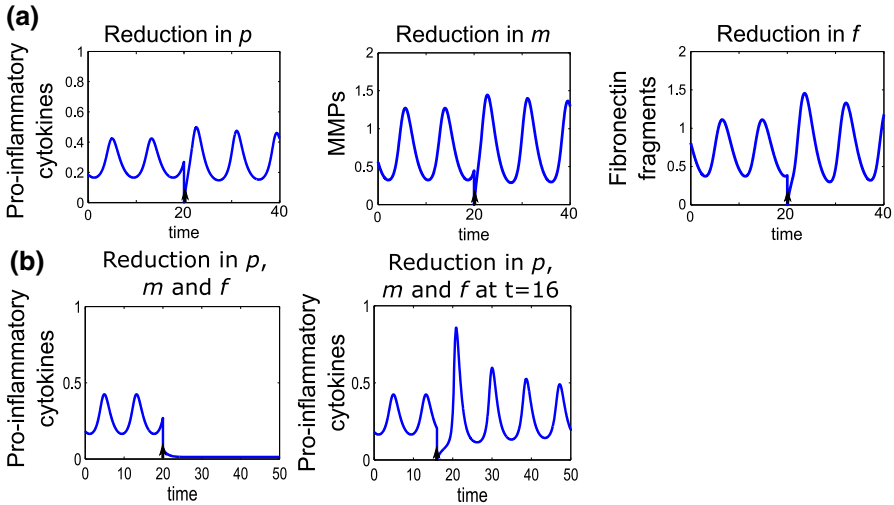 (a)
Reduction in p
Pro-inflammatory
cytokines
1
0.8
0.6
0.4
0.2
0
0
20
40
time
Reduction in m
MMPs
2
1.5
1
0.5
0
0
20
40
time
Reduction in f
Fibronectin
fragments
2
1.5
1
0.5
0
0
20
40
time
(b)
Reduction in p,
m and f
Pro-inflammatory
cytokines
1
0.5
0
0
10
20
30
40
50
time
Reduction in p,
m and f at t=16
Pro-inflammatory
cytokines
1
0.5
0
0
10
20
30
40
50
time